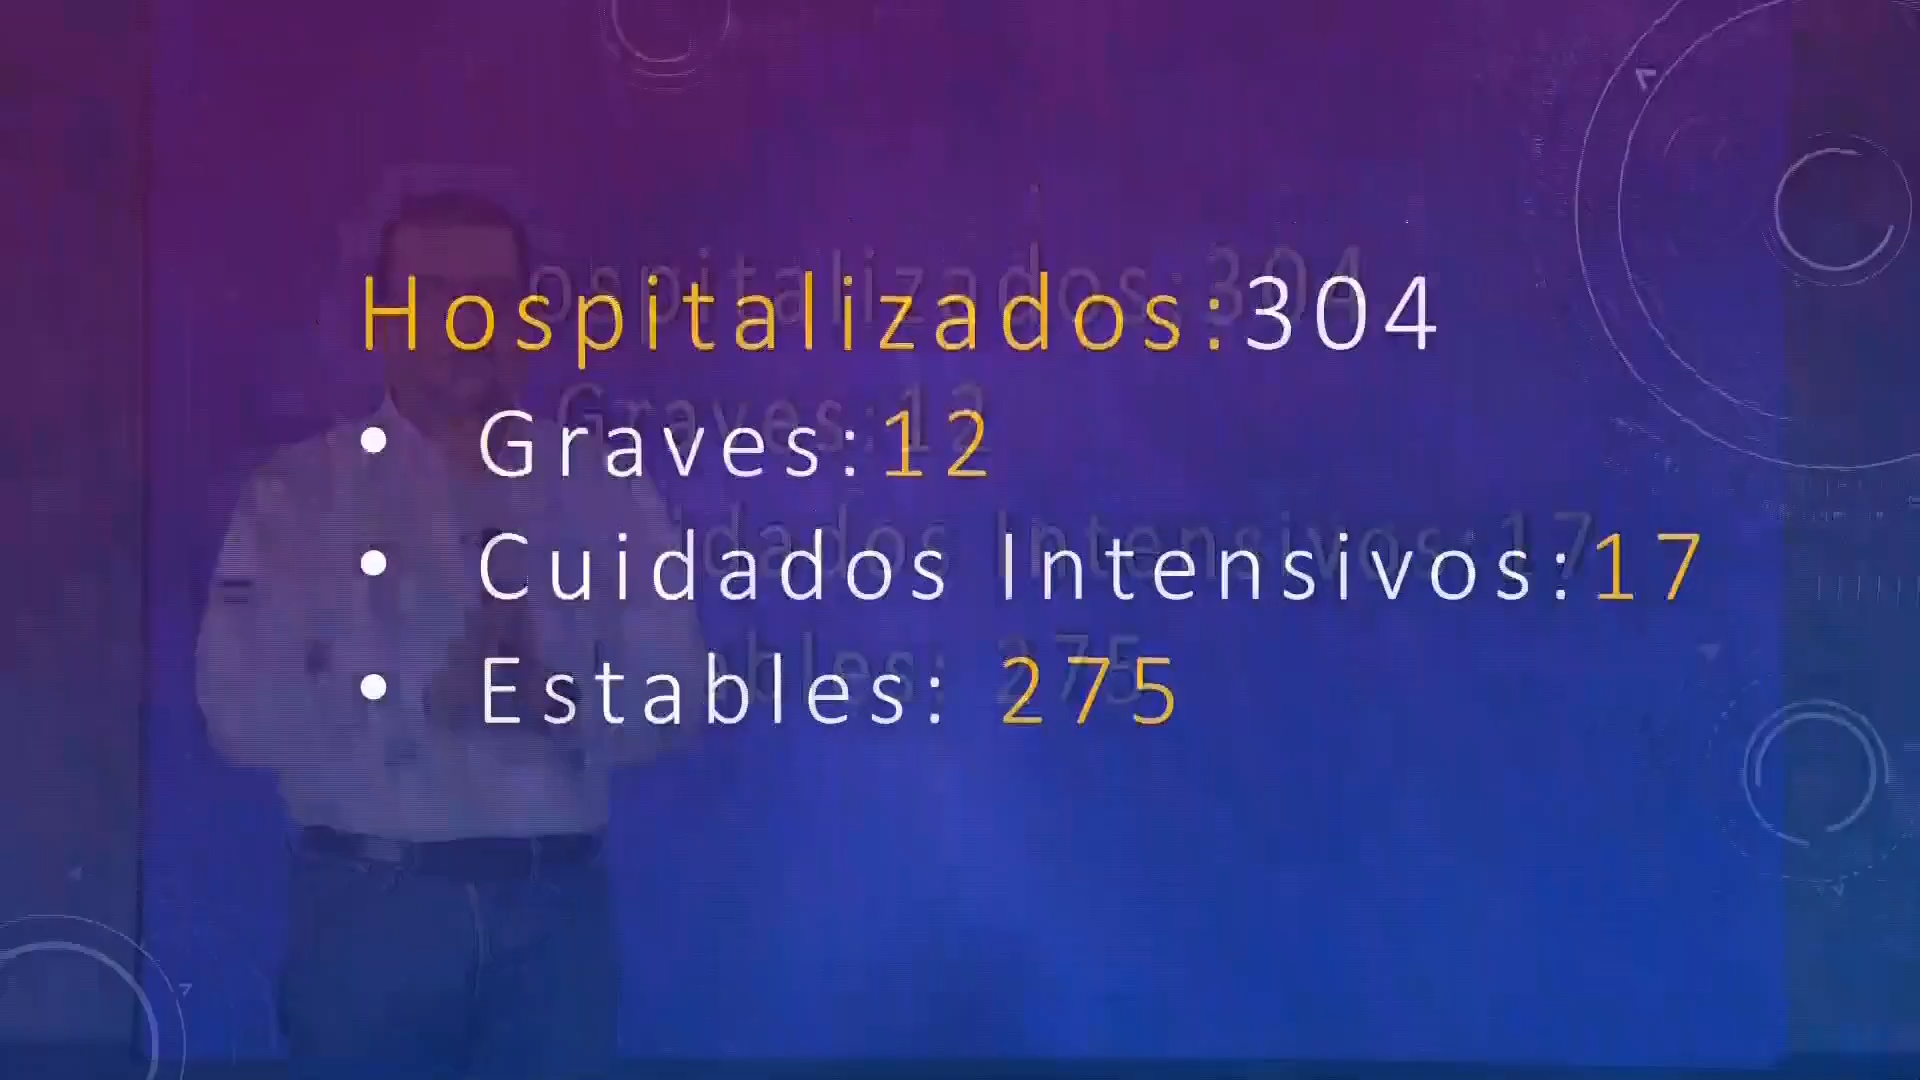 Hospitalizados:304
• Graves:12
• Cuidados Intensivos:17
• Estables: 275